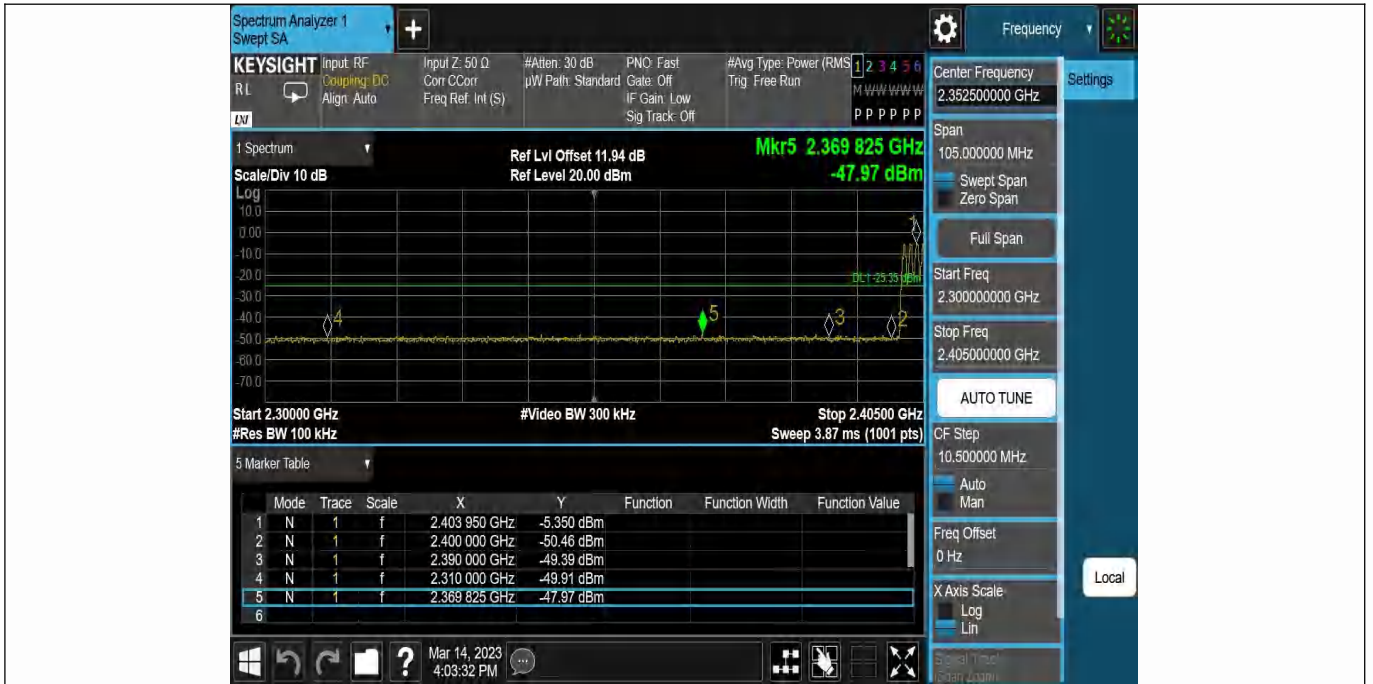 Spectrum Analyzer 1
Swept SA
+
Frequency
KEYSIGHT
RL
LXI
Input: RF
Coupling: DC
Align: Auto
Input Z: 50 Ω
Corr CCorr
Freq Ref: Int (S)
#Atten: 30 dB
µW Path: Standard
PNO: Fast
Gate: Off
IF Gain: Low
Sig Track: Off
#Avg Type: Power (RMS
Trig: Free Run
1 2 3 4 5 6
M W W W W W
P P P P P P
1 Spectrum
Scale/Div 10 dB
Ref Lvl Offset 11.94 dB
Ref Level 20.00 dBm
Mkr5 2.369 825 GHz
-47.97 dBm
Log
10.0
0.00
-10.0
-20.0
-30.0
-40.0
-50.0
-60.0
-70.0
1
DL1 -25.35 dBm
4
5
3
2
Start 2.30000 GHz
#Video BW 300 kHz
Stop 2.40500 GHz
#Res BW 100 kHz
Sweep 3.87 ms (1001 pts)
5 Marker Table
Mode Trace Scale X Y Function Function Width Function Value
1 N 1 f 2.403 950 GHz -5.350 dBm
2 N 1 f 2.400 000 GHz -50.46 dBm
3 N 1 f 2.390 000 GHz -49.39 dBm
4 N 1 f 2.310 000 GHz -49.91 dBm
5 N 1 f 2.369 825 GHz -47.97 dBm
6
?
Mar 14, 2023
4:03:32 PM
Center Frequency
2.352500000 GHz
Settings
Span
105.000000 MHz
Swept Span
Zero Span
Full Span
Start Freq
2.300000000 GHz
Stop Freq
2.405000000 GHz
AUTO TUNE
CF Step
10.500000 MHz
Auto
Man
Freq Offset
0 Hz
Local
X Axis Scale
Log
Lin
Signal Track
(Span Zoom)